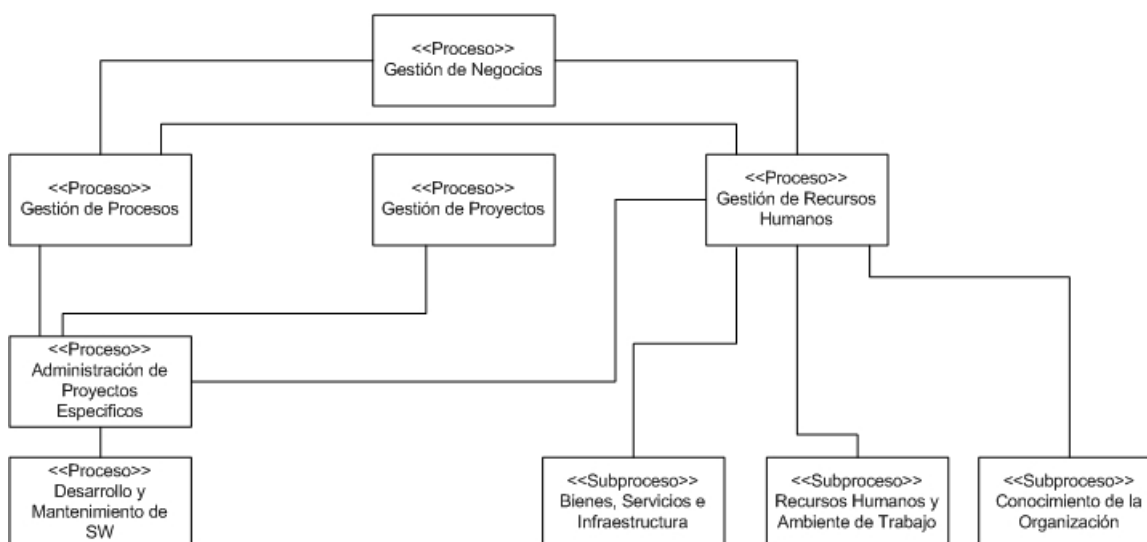 <<Proceso>>
Gestión de Negocios
<<Proceso>>
Gestión de Procesos
<<Proceso>>
Gestión de Proyectos
<<Proceso>>
Gestión de Recursos
Humanos
<<Proceso>>
Administración de
Proyectos
Especificos
<<Proceso>>
Desarrollo y
Mantenimiento de
SW
<<Subproceso>>
Bienes, Servicios e
Infraestructura
<<Subproceso>>
Recursos Humanos y
Ambiente de Trabajo
<<Subproceso>>
Conocimiento de la
Organización